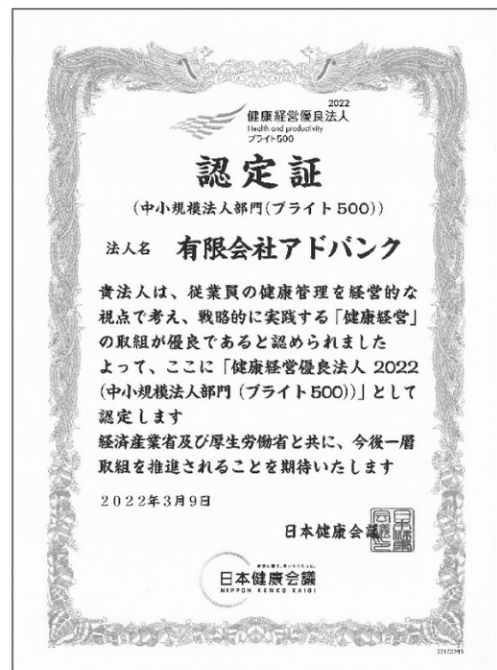 2022
健康経営優良法人
Health and productivity
ブライト500
認定証
(中小規模法人部門(ブライト500))
法人名 有限会社アドバンク
貴法人は、従業員の健康管理を経営的な
視点で考え、戦略的に実践する「健康経営」
の取組が優良であると認められました
よって、ここに「健康経営優良法人 2022
(中小規模法人部門(ブライト500))」として
認定します
経済産業省及び厚生労働省と共に、今後一層
取組を推進されることを期待いたします
2022年3月9日
日本健康会議
日本健康会議
NIPPON KENKO KAIGI